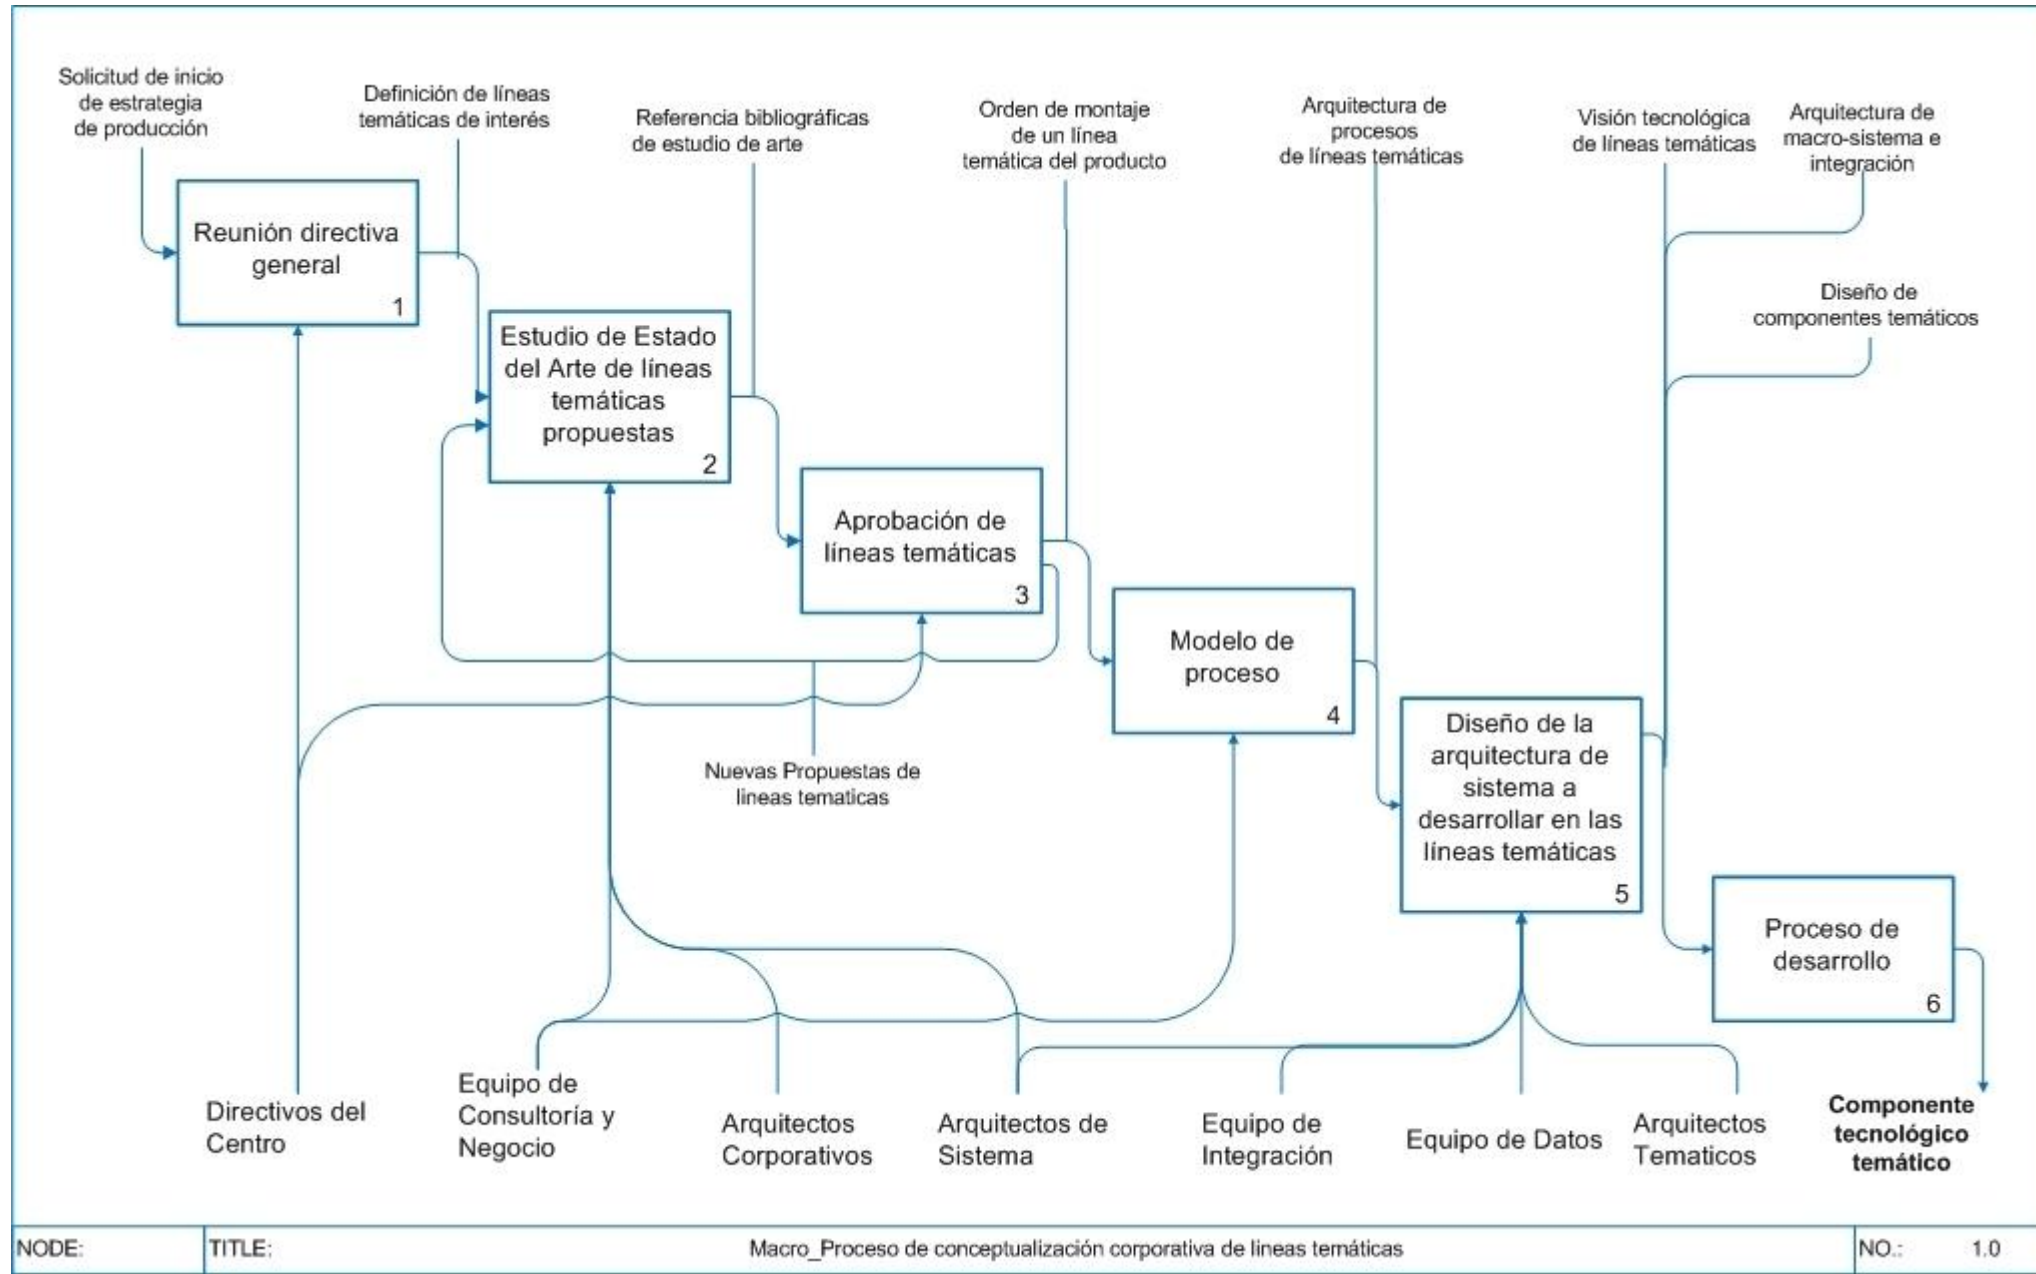 Solicitud de inicio
de estrategia
de producción
Definición de líneas
temáticas de interés
Referencia bibliográficas
de estudio de arte
Orden de montaje
de un línea
temática del producto
Arquitectura de
procesos
de líneas temáticas
Visión tecnológica
de líneas temáticas
Arquitectura de
macro-sistema e
integración
Diseño de
componentes temáticos
Reunión directiva
general
1
Estudio de Estado
del Arte de líneas
temáticas
propuestas
2
Aprobación de
líneas temáticas
3
Modelo de
proceso
4
Diseño de la
arquitectura de
sistema a
desarrollar en las
líneas temáticas
5
Proceso de
desarrollo
6
Nuevas Propuestas de
lineas tematicas
Directivos del
Centro
Equipo de
Consultoría y
Negocio
Arquitectos
Corporativos
Arquitectos de
Sistema
Equipo de
Integración
Equipo de Datos
Arquitectos
Tematicos
Componente
tecnológico
temático
NODE:
TITLE:
Macro_Proceso de conceptualización corporativa de lineas temáticas
NO.: 1.0